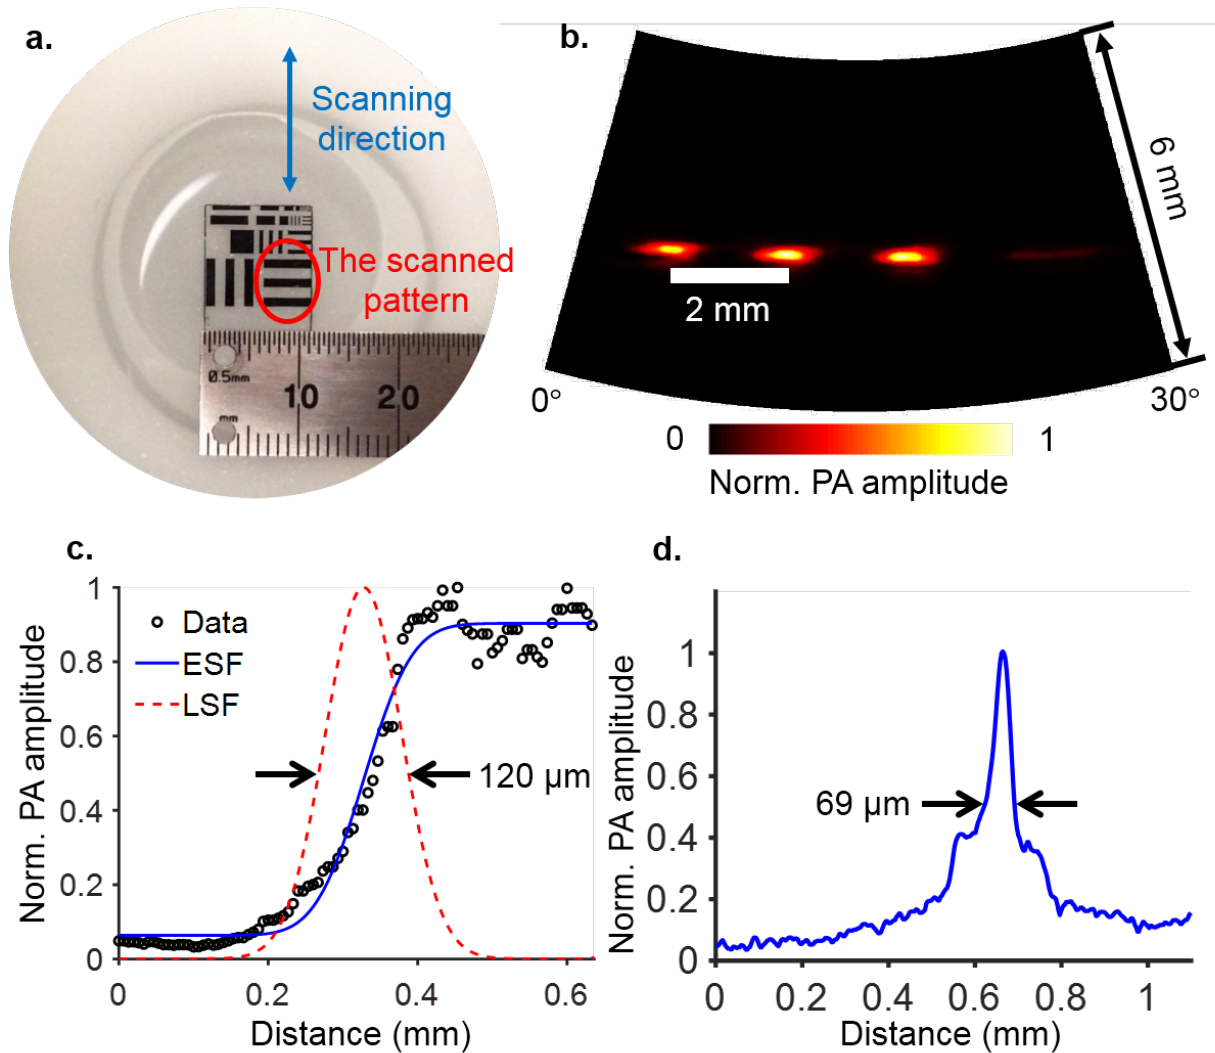 a.
Scanning
direction
The scanned
pattern
0.5mm
10
20
mm
b.
6 mm
2 mm
0°
30°
0
1
Norm. PA amplitude
c.
Norm. PA amplitude
1
0.8
0.6
0.4
0.2
0
Data
ESF
LSF
120 μm
0
0.2
0.4
0.6
Distance (mm)
d.
Norm. PA amplitude
1
0.8
0.6
0.4
0.2
0
69 μm
0
0.2
0.4
0.6
0.8
1
Distance (mm)